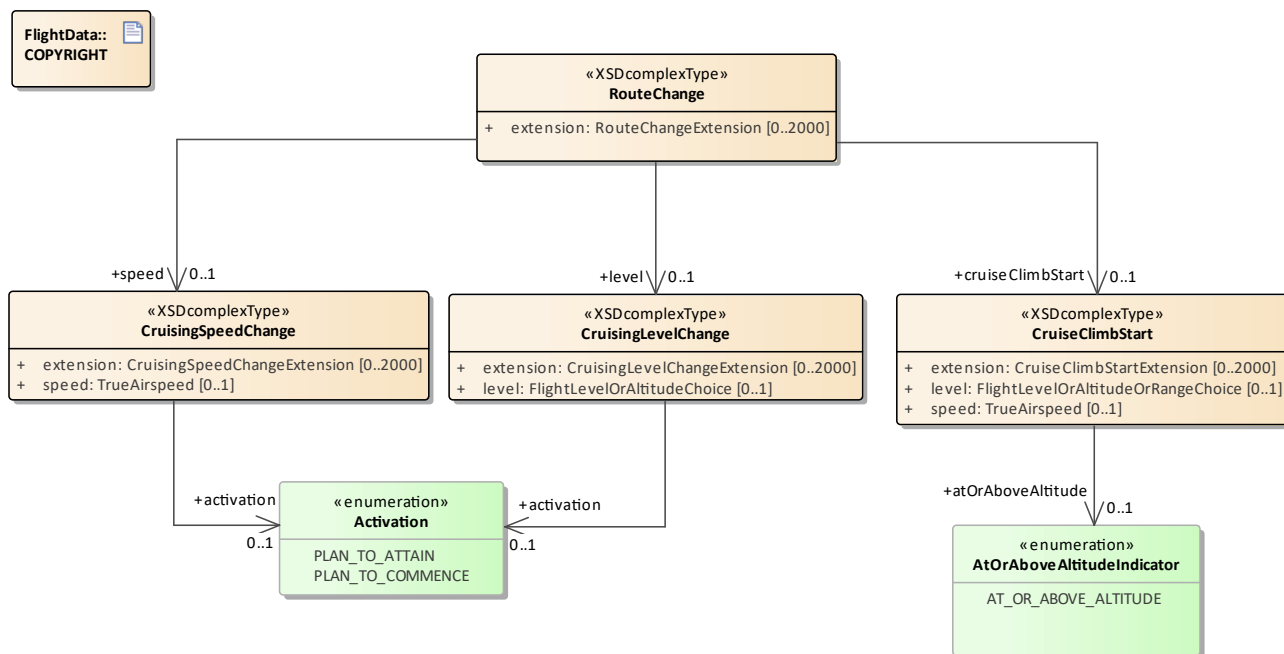 FlightData::
COPYRIGHT
«XSDcomplexType»
RouteChange
+ extension: RouteChangeExtension [0..2000]
+speed 0..1
+level 0..1
+cruiseClimbStart 0..1
«XSDcomplexType»
CruisingSpeedChange
+ extension: CruisingSpeedChangeExtension [0..2000]
+ speed: TrueAirspeed [0..1]
«XSDcomplexType»
CruisingLevelChange
+ extension: CruisingLevelChangeExtension [0..2000]
+ level: FlightLevelOrAltitudeChoice [0..1]
«XSDcomplexType»
CruiseClimbStart
+ extension: CruiseClimbStartExtension [0..2000]
+ level: FlightLevelOrAltitudeOrRangeChoice [0..1]
+ speed: TrueAirspeed [0..1]
+activation
0..1
+activation
0..1
«enumeration»
Activation
PLAN_TO_ATTAIN
PLAN_TO_COMMENCE
+atOrAboveAltitude
0..1
«enumeration»
AtOrAboveAltitudeIndicator
AT_OR_ABOVE_ALTITUDE